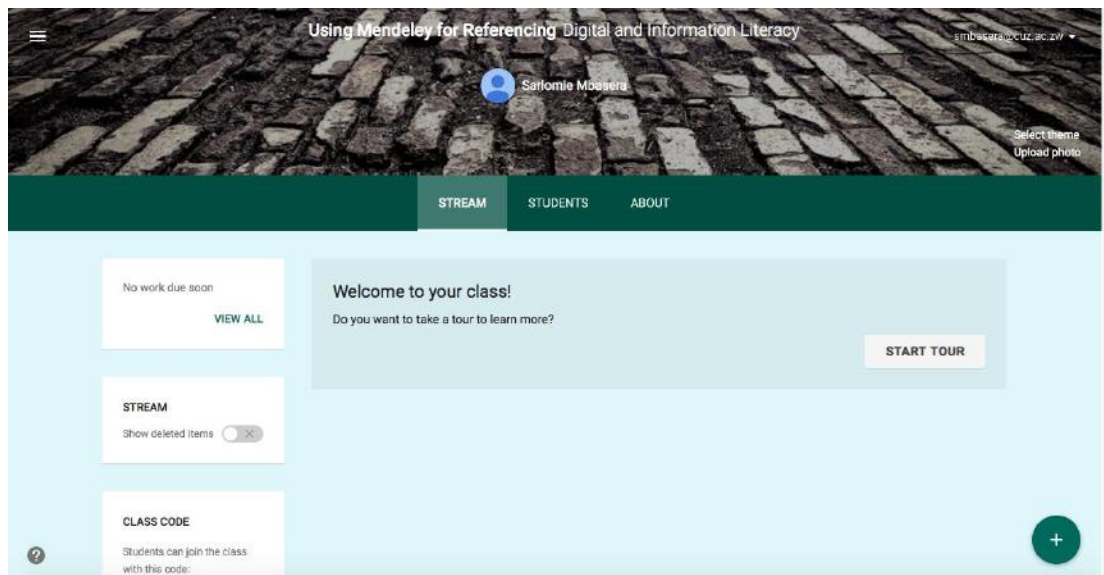 Using Mendeley for Referencing Digital and Information Literacy
smbasera@cuz.ac.zw
Sarlomie Mbasera
Select theme
Upload photo
STREAM
STUDENTS
ABOUT
No work due soon
VIEW ALL
Welcome to your class!
Do you want to take a tour to learn more?
START TOUR
STREAM
Show deleted items
CLASS CODE
Students can join the class
with this code: